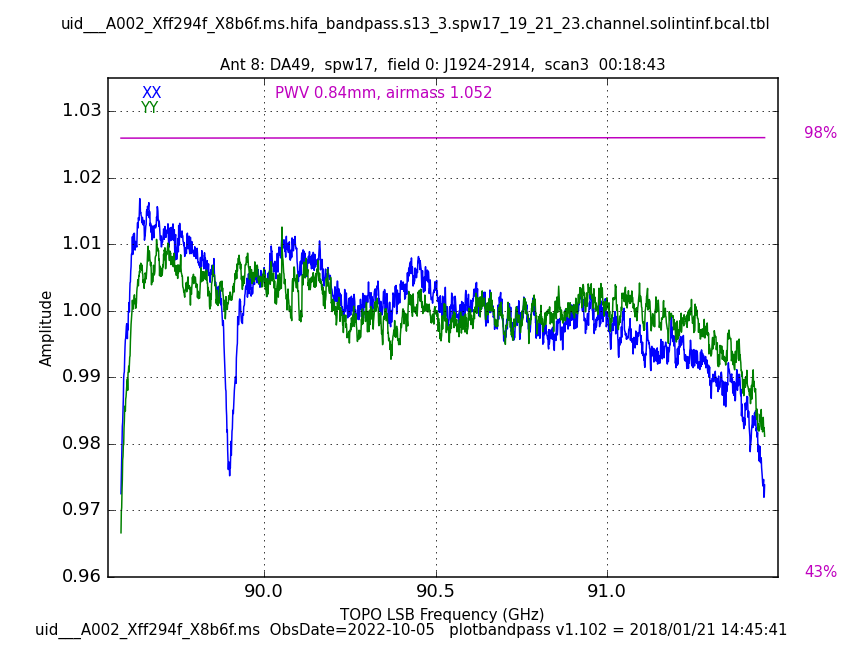 uid___A002_Xff294f_X8b6f.ms.hifa_bandpass.s13_3.spw17_19_21_23.channel.solintinf.bcal.tbl
Ant 8: DA49,  spw17,  field 0: J1924-2914,  scan3  00:18:43
XX
YY
PWV 0.84mm, airmass 1.052
1.03
98%
1.02
1.01
1.00
Amplitude
0.99
0.98
0.97
0.96
43%
90.0
90.5
91.0
TOPO LSB Frequency (GHz)
uid___A002_Xff294f_X8b6f.ms  ObsDate=2022-10-05   plotbandpass v1.102 = 2018/01/21 14:45:41